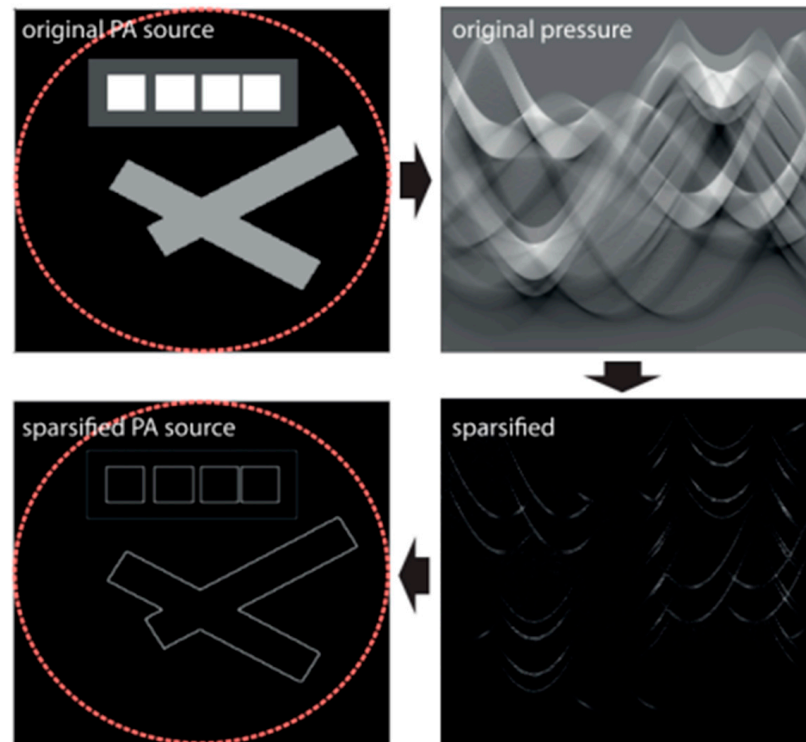 original PA source
original pressure
sparsified PA source
sparsified